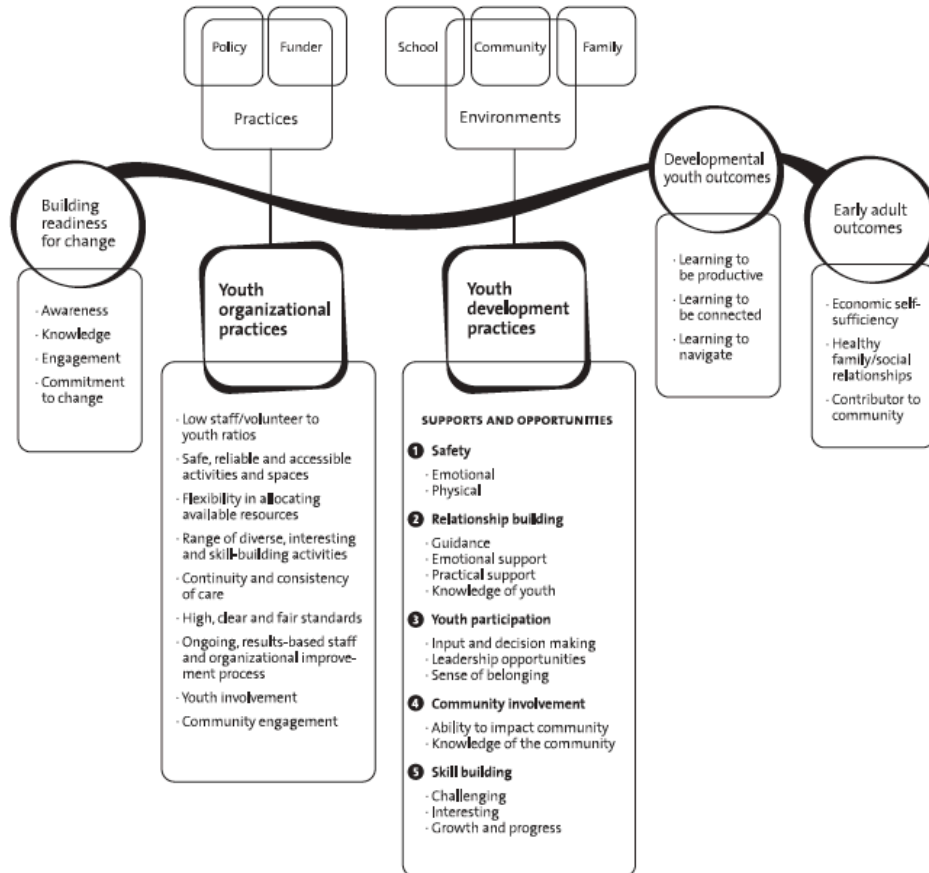 Policy
Funder
Practices
School
Community
Family
Environments
Building
readiness
for change
· Awareness
· Knowledge
· Engagement
· Commitment
to change
Youth
organizational
practices
· Low staff/volunteer to
youth ratios
· Safe, reliable and accessible
activities and spaces
· Flexibility in allocating
available resources
· Range of diverse, interesting
and skill-building activities
· Continuity and consistency
of care
· High, clear and fair standards
· Ongoing, results-based staff
and organizational improve-
ment process
· Youth involvement
· Community engagement
Youth
development
practices
SUPPORTS AND OPPORTUNITIES
1 Safety
· Emotional
· Physical
2 Relationship building
· Guidance
· Emotional support
· Practical support
· Knowledge of youth
3 Youth participation
· Input and decision making
· Leadership opportunities
· Sense of belonging
4 Community involvement
· Ability to impact community
· Knowledge of the community
5 Skill building
· Challenging
· Interesting
· Growth and progress
Developmental
youth outcomes
· Learning to
be productive
· Learning to
be connected
· Learning to
navigate
Early adult
outcomes
· Economic self-
sufficiency
· Healthy
family/social
relationships
· Contributor to
community